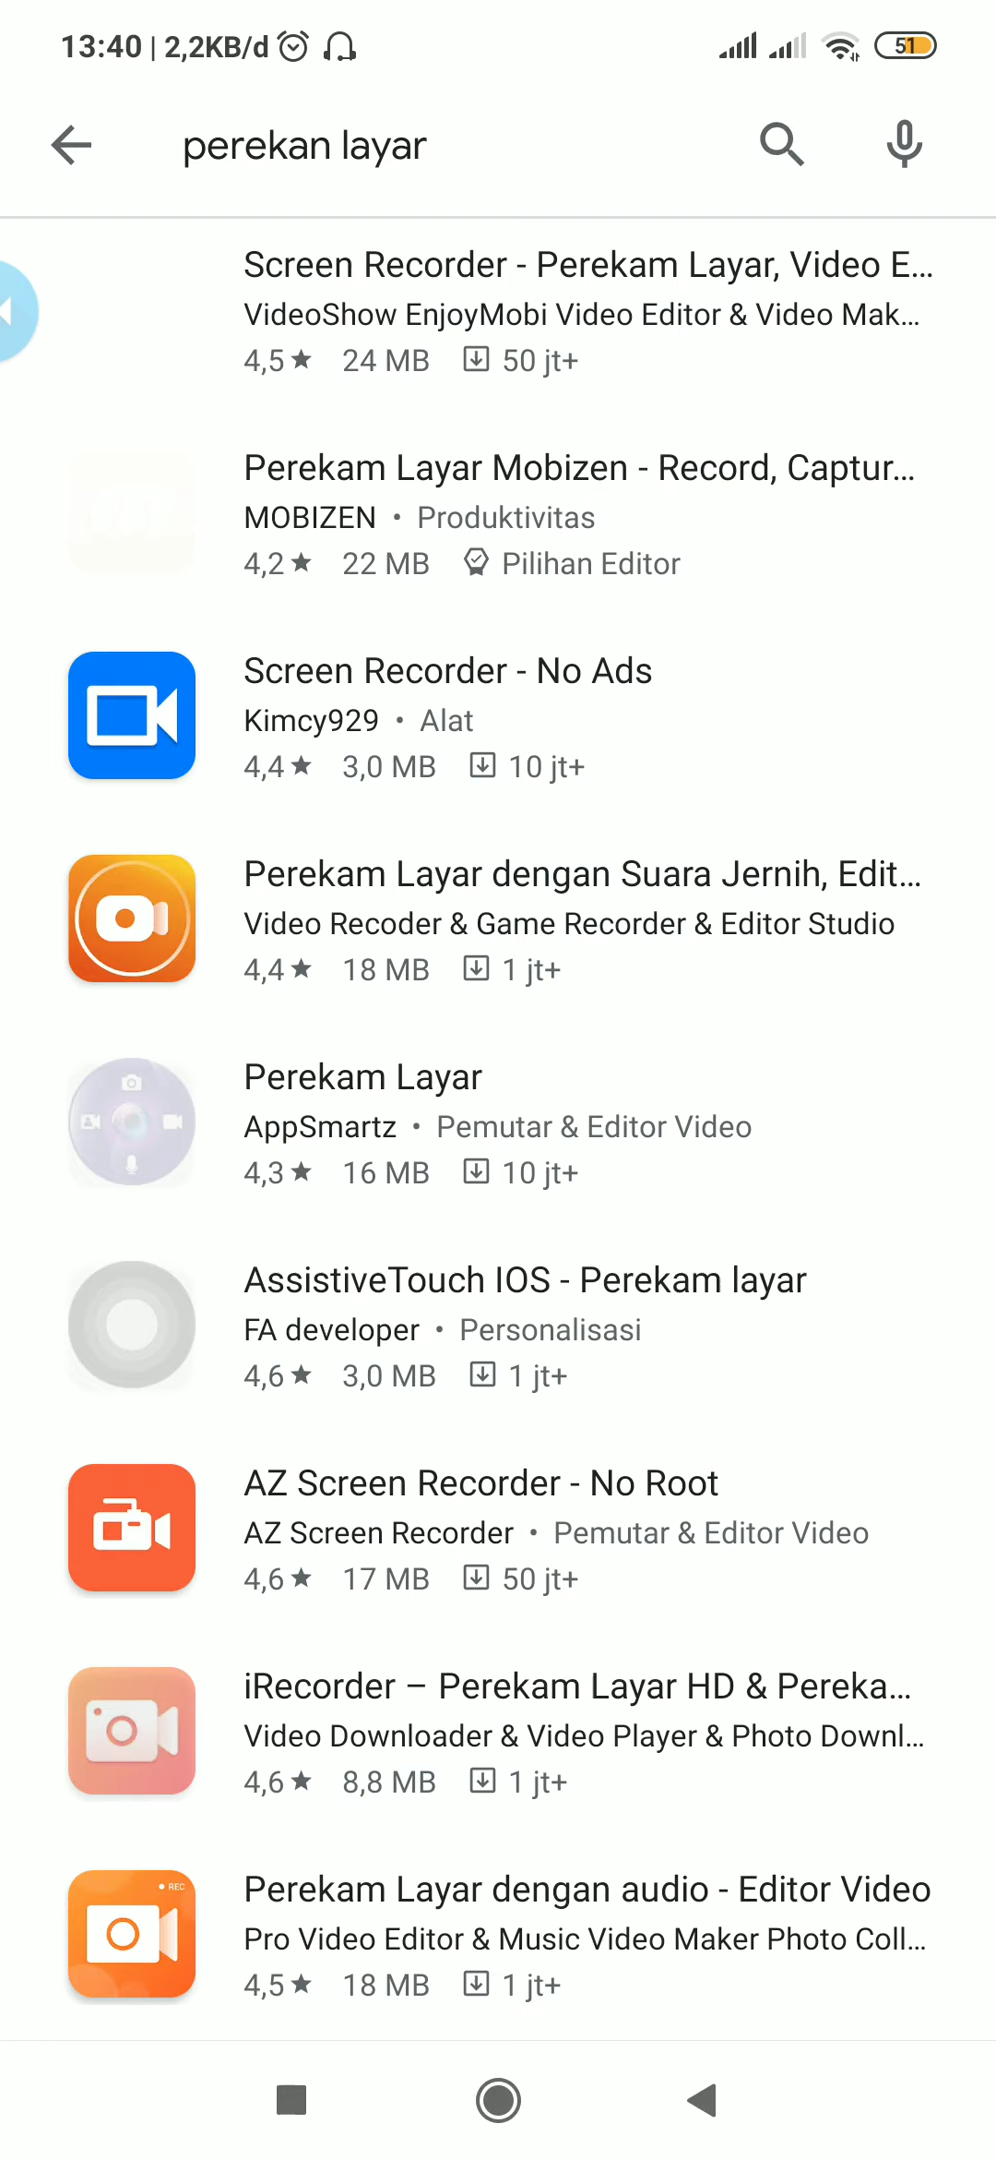 13:40 | 2,2KB/d 51
perekan layar
Screen Recorder - Perekam Layar, Video E...
VideoShow EnjoyMobi Video Editor & Video Mak...
4,5★ 24 MB 50 jt+
Perekam Layar Mobizen - Record, Captur...
MOBIZEN • Produktivitas
4,2★ 22 MB Pilihan Editor
Screen Recorder - No Ads
Kimcy929 • Alat
4,4★ 3,0 MB 10 jt+
Perekam Layar dengan Suara Jernih, Edit...
Video Recoder & Game Recorder & Editor Studio
4,4★ 18 MB 1 jt+
Perekam Layar
AppSmartz • Pemutar & Editor Video
4,3★ 16 MB 10 jt+
AssistiveTouch IOS - Perekam layar
FA developer • Personalisasi
4,6★ 3,0 MB 1 jt+
AZ Screen Recorder - No Root
AZ Screen Recorder • Pemutar & Editor Video
4,6★ 17 MB 50 jt+
iRecorder – Perekam Layar HD & Pereka...
Video Downloader & Video Player & Photo Downl...
4,6★ 8,8 MB 1 jt+
REC
Perekam Layar dengan audio - Editor Video
Pro Video Editor & Music Video Maker Photo Coll...
4,5★ 18 MB 1 jt+